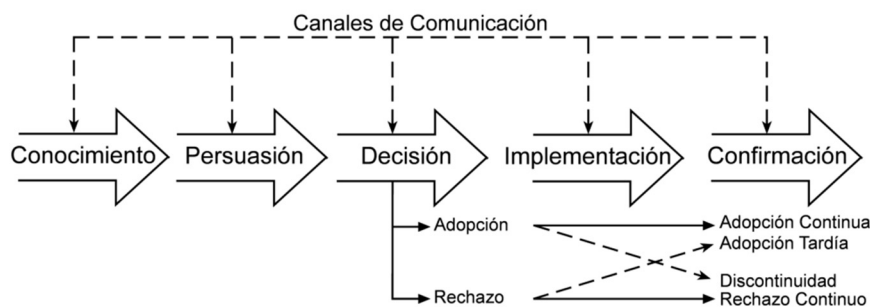 Canales de Comunicación
Conocimiento
Persuasión
Decisión
Implementación
Confirmación
Adopción
Adopción Continua
Adopción Tardía
Discontinuidad
Rechazo
Rechazo Continuo